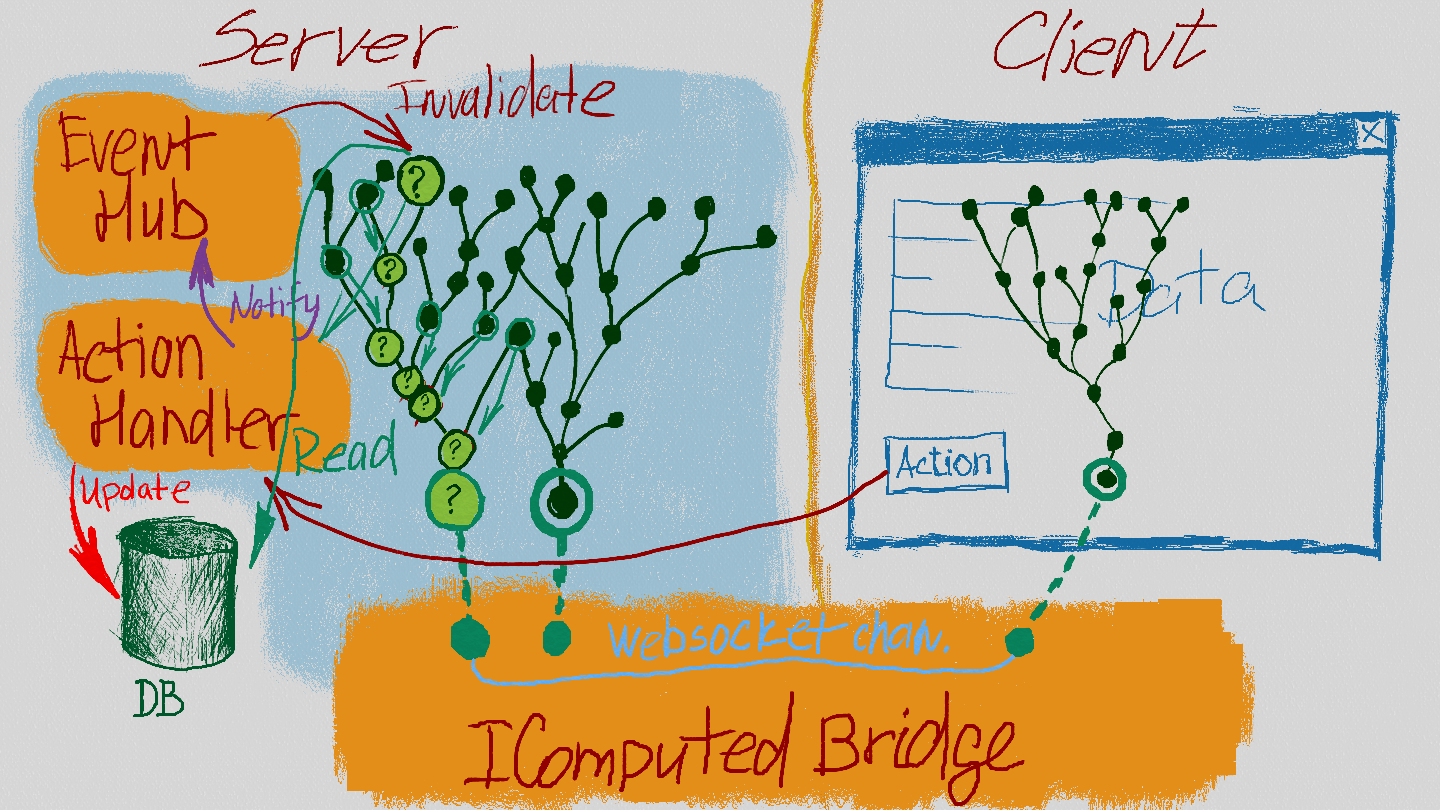 Server
Client
Invalidate
Event
Hub
Notify
Action
Handler
Read
Update
DB
? 
?
?
?
?
?
?
X
Data
Action
Websocket chan.
IComputed Bridge